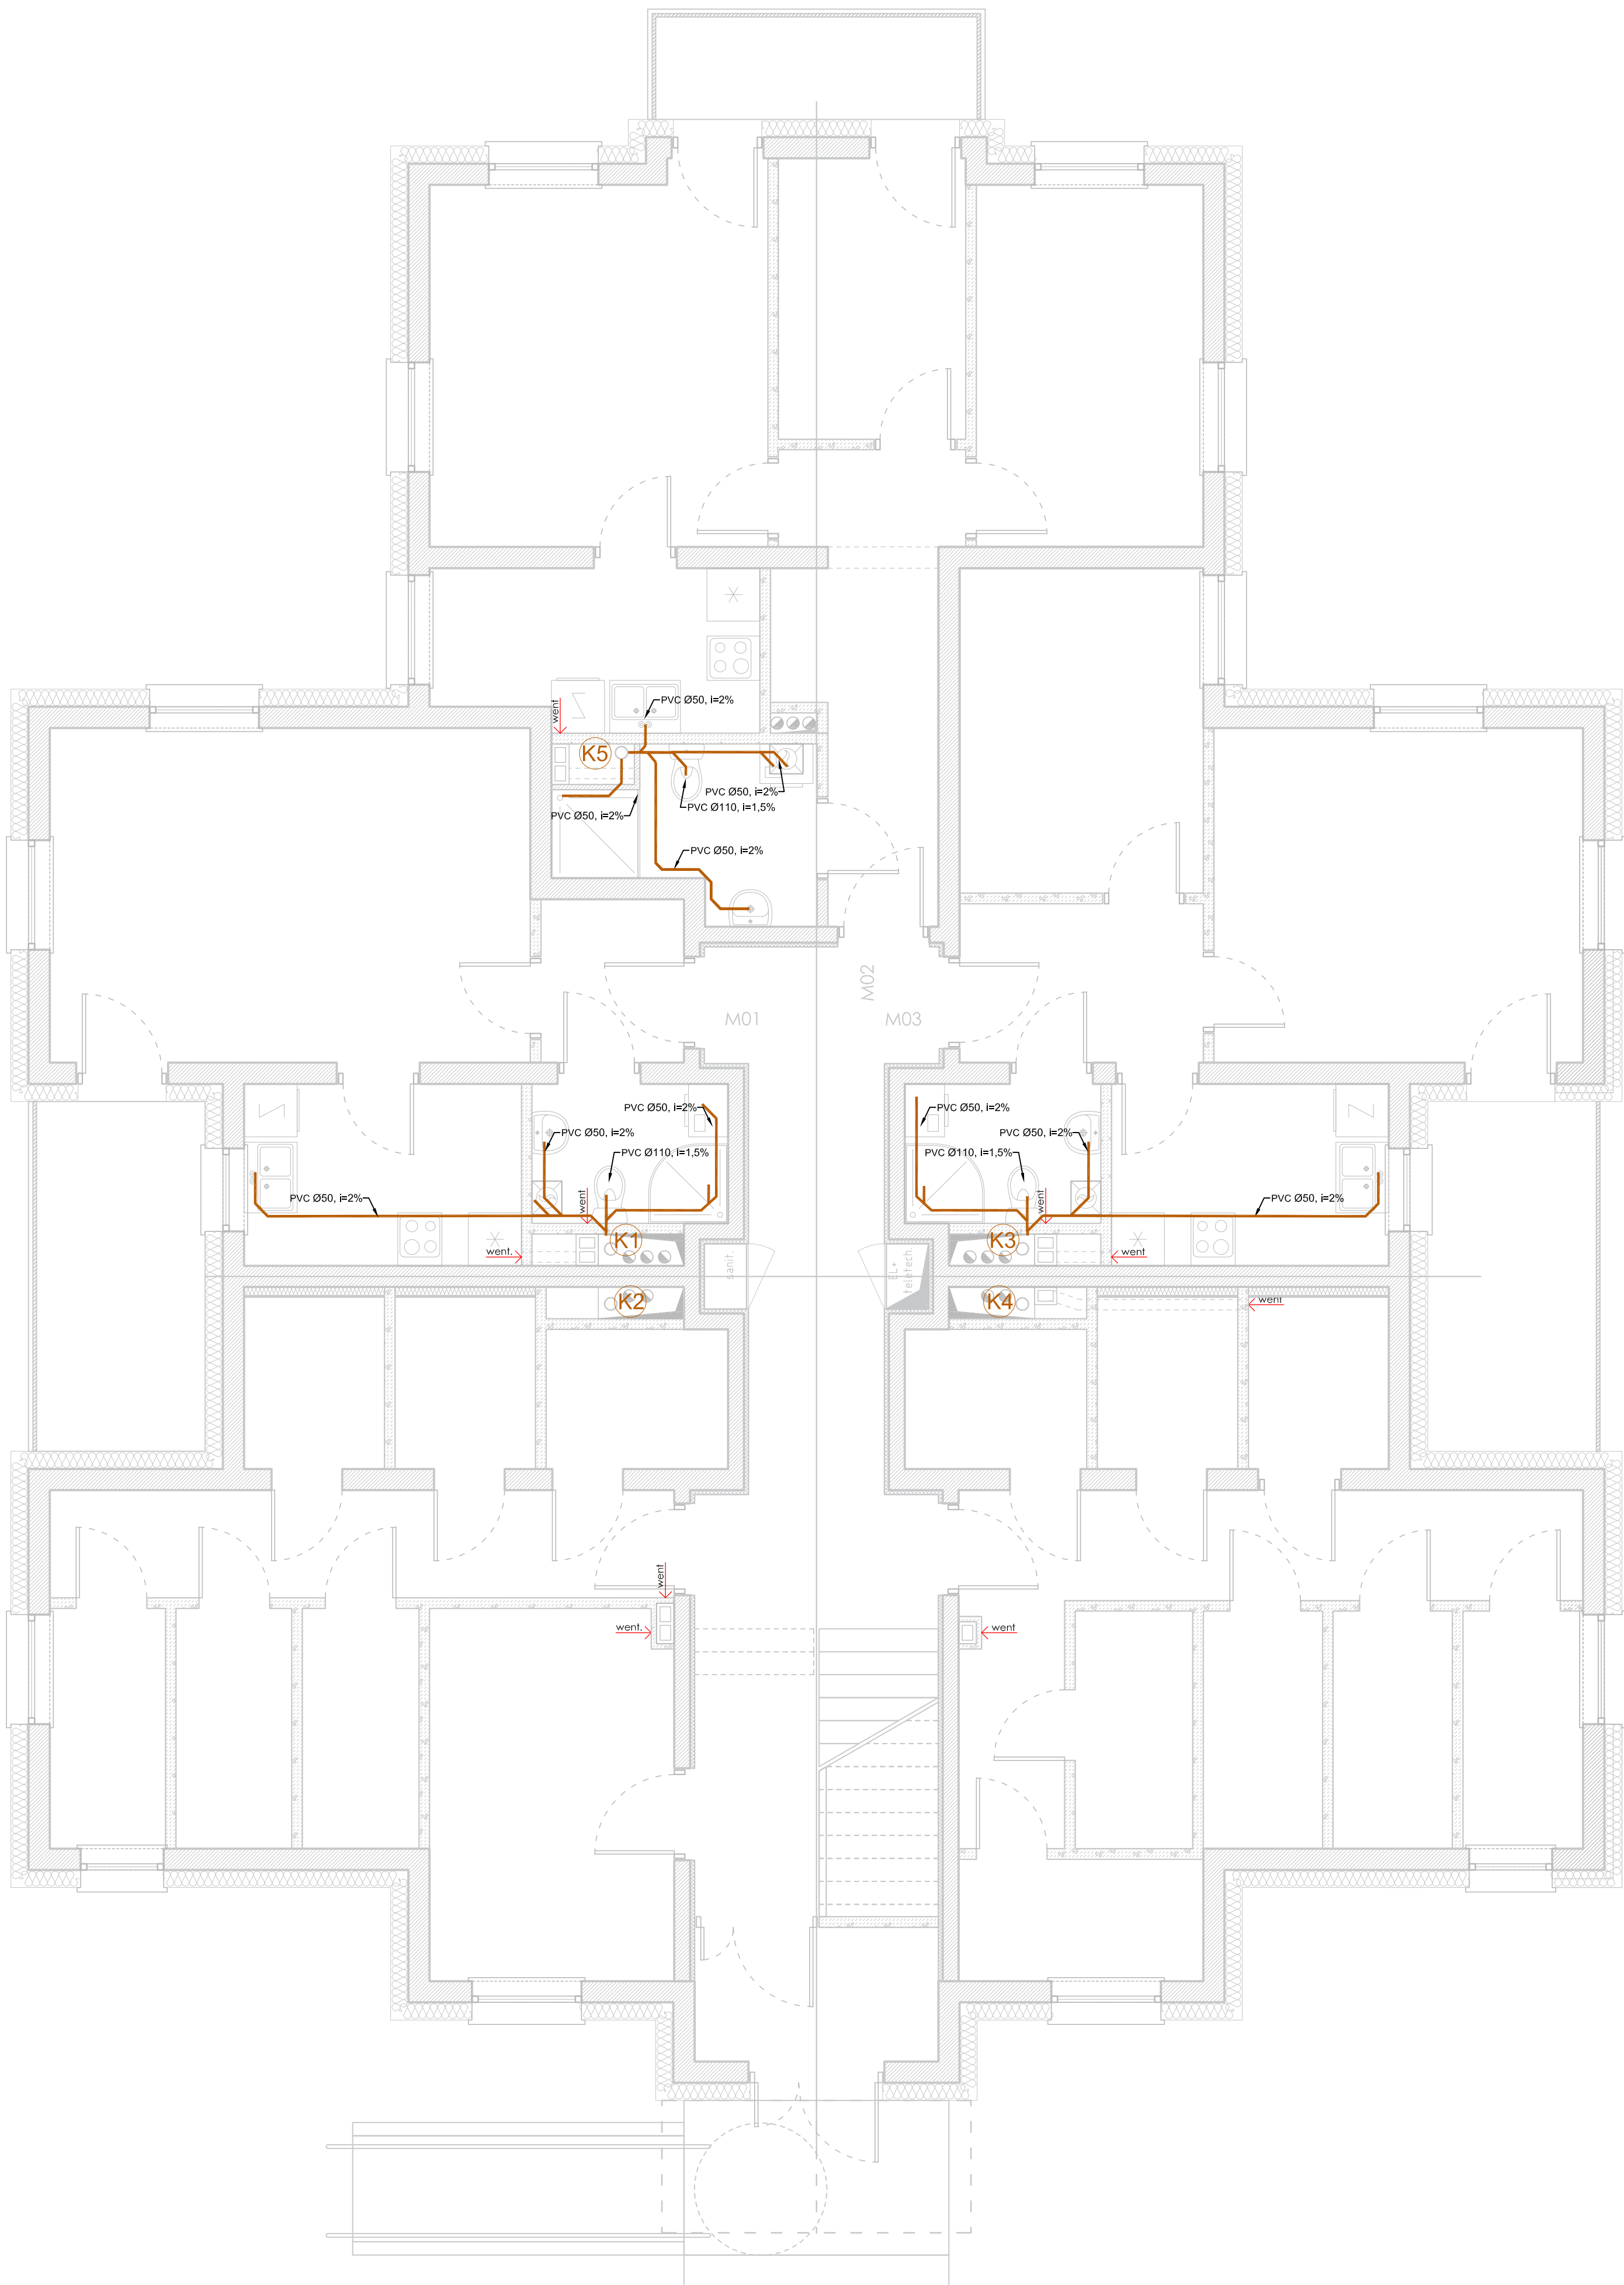 PVC Ø50, i=2%
went
K5
PVC Ø50, i=2%
PVC Ø110, i=1,5%
PVC Ø50, i=2%
PVC Ø50, i=2%
M02
M01
M03
PVC Ø50, i=2%
PVC Ø50, i=2%
PVC Ø50, i=2%
PVC Ø50, i=2%
PVC Ø110, i=1,5%
PVC Ø110, i=1,5%
PVC Ø50, i=2%
went
went
PVC Ø50, i=2%
K1
K3
went.
went
sanit.
EL+
teletech.
K2
K4
went
went
went.
went